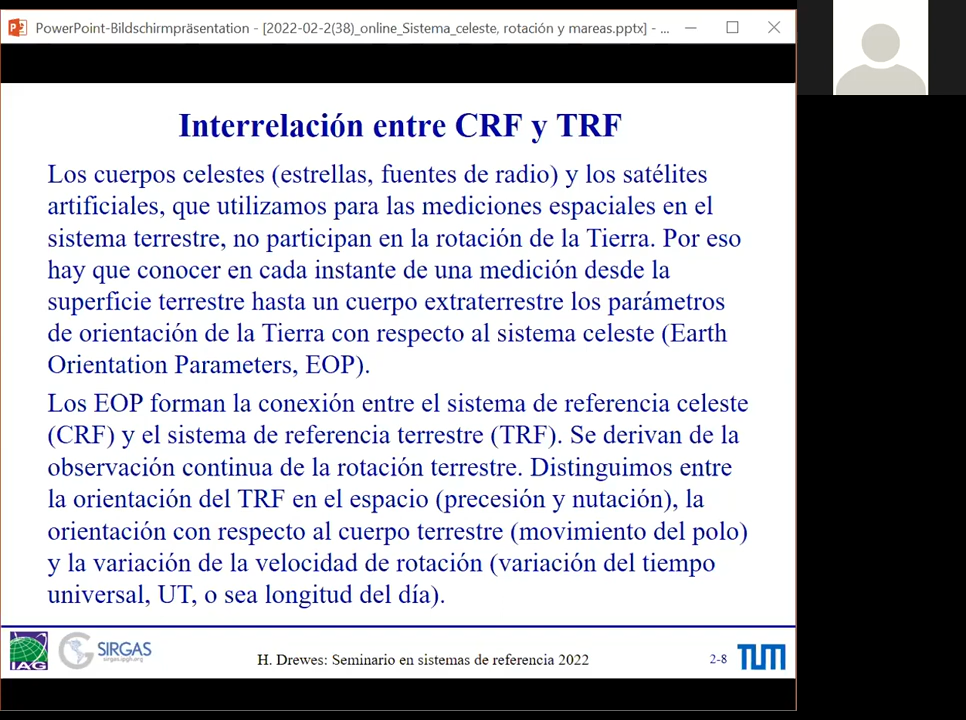 PowerPoint-Bildschirmpräsentation - [2022-02-2(38)_online_Sistema_celeste, rotación y mareas.pptx] - ...
Interrelación entre CRF y TRF
Los cuerpos celestes (estrellas, fuentes de radio) y los satélites
artificiales, que utilizamos para las mediciones espaciales en el
sistema terrestre, no participan en la rotación de la Tierra. Por eso
hay que conocer en cada instante de una medición desde la
superficie terrestre hasta un cuerpo extraterrestre los parámetros
de orientación de la Tierra con respecto al sistema celeste (Earth
Orientation Parameters, EOP).
Los EOP forman la conexión entre el sistema de referencia celeste
(CRF) y el sistema de referencia terrestre (TRF). Se derivan de la
observación continua de la rotación terrestre. Distinguimos entre
la orientación del TRF en el espacio (precesión y nutación), la
orientación con respecto al cuerpo terrestre (movimiento del polo)
y la variación de la velocidad de rotación (variación del tiempo
universal, UT, o sea longitud del día).
IAG
SIRGAS
sirgas.ipgh.org
H. Drewes: Seminario en sistemas de referencia 2022
2-8
TUM